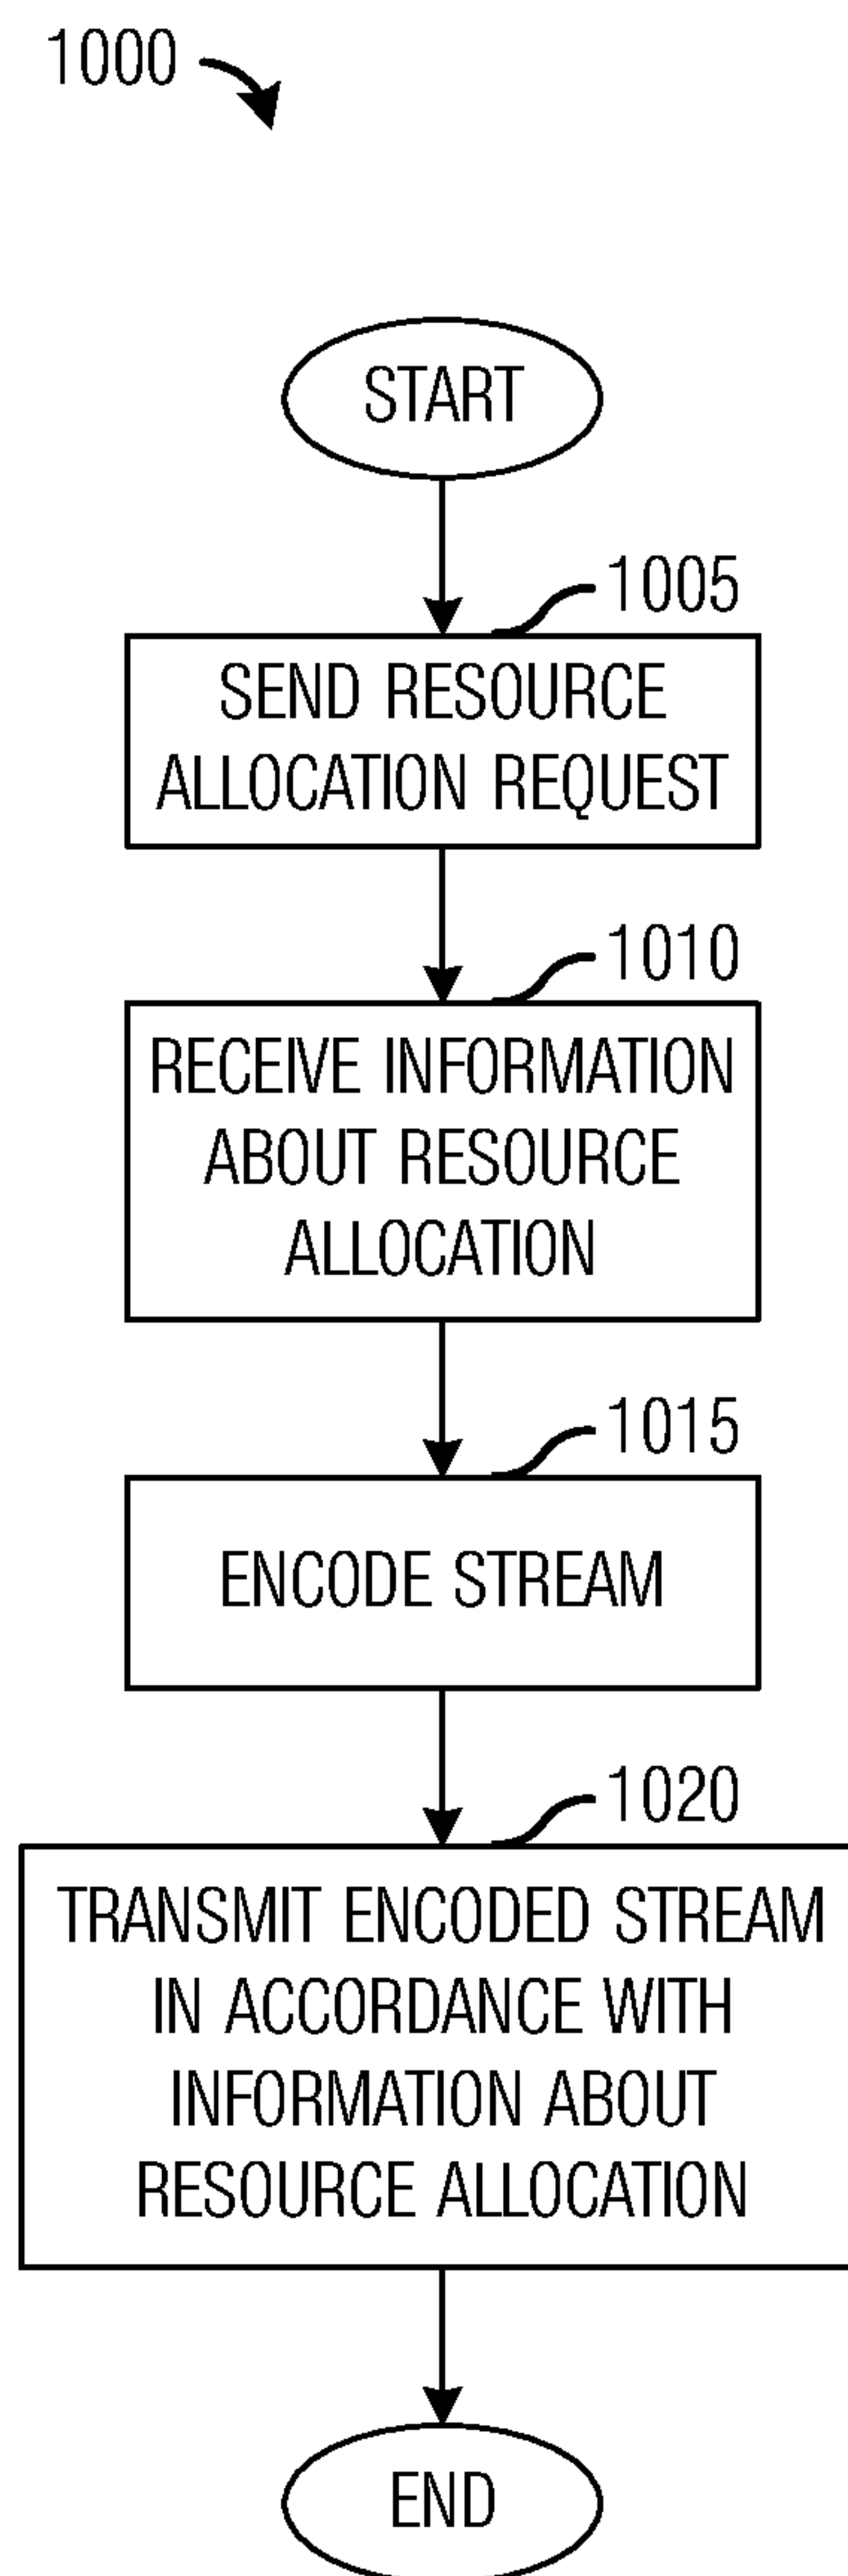 1000
START
1005
SEND RESOURCE
ALLOCATION REQUEST
1010
RECEIVE INFORMATION
ABOUT RESOURCE
ALLOCATION
1015
ENCODE STREAM
1020
TRANSMIT ENCODED STREAM
IN ACCORDANCE WITH
INFORMATION ABOUT
RESOURCE ALLOCATION
END